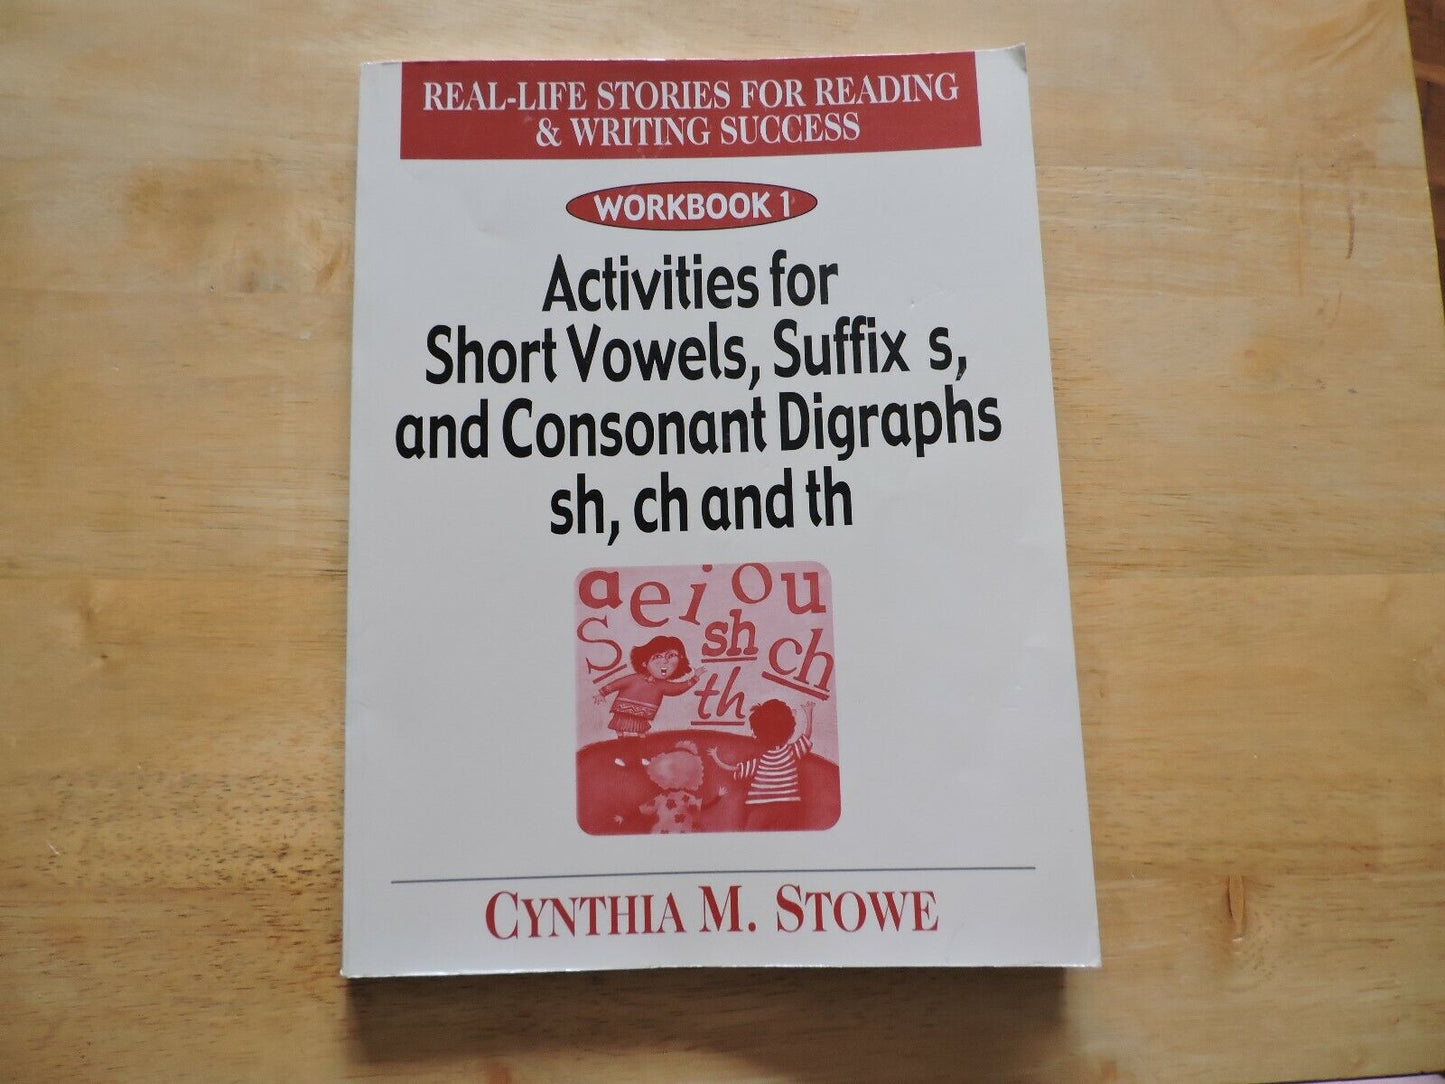 REAL-LIFE STORIES FOR READING
& WRITING SUCCESS
WORKBOOK 1
Activities for
Short Vowels, Suffix s,
and Consonant Digraphs
sh, ch and th
a e i o u
S sh ch
th
CYNTHIA M. STOWE